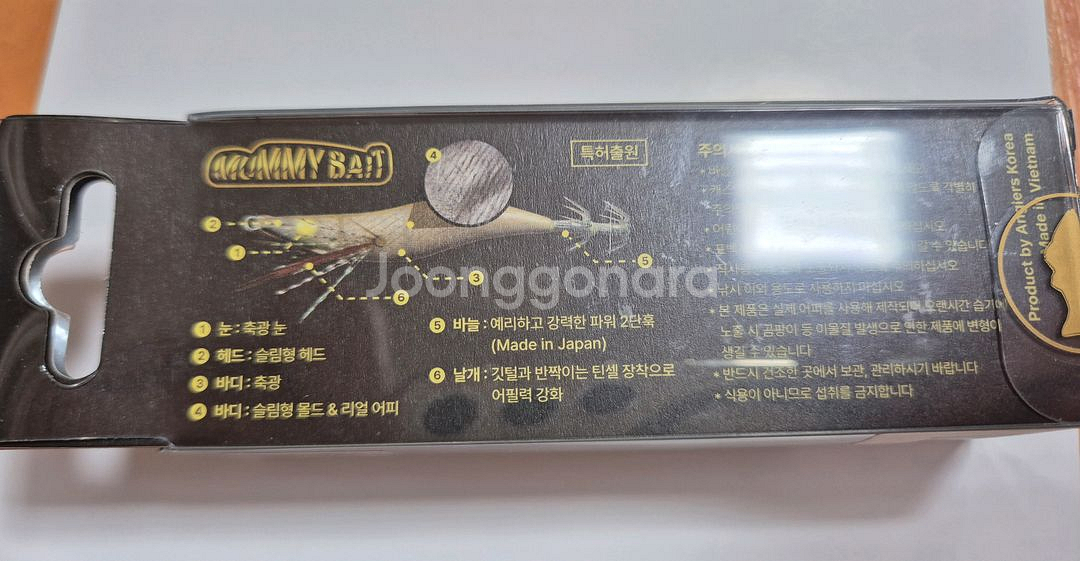 MUMMY BAIT
특허출원
4
2
1
3
6
5
1 눈 : 축광 눈
2 헤드 : 슬림형 헤드
3 바디 : 축광
4 바디 : 슬림형 몰드 & 리얼 어피
5 바늘 : 예리하고 강력한 파워 2단훅
(Made in Japan)
6 날개 : 깃털과 반짝이는 틴셀 장착으로
어필력 강화
주의
낚시 이외 용도로 사용하지 마십시오
* 본 제품은 실제 어피를 사용해 제작되며 오랜시간 습기에
노출 시 곰팡이 등 이물질 발생으로 인한 제품에 변형이
생길 수 있습니다
* 반드시 건조한 곳에서 보관, 관리하시기 바랍니다
* 식용이 아니므로 섭취를 금지합니다
Product by Anglers Korea
Made in Vietnam
Joonggonara